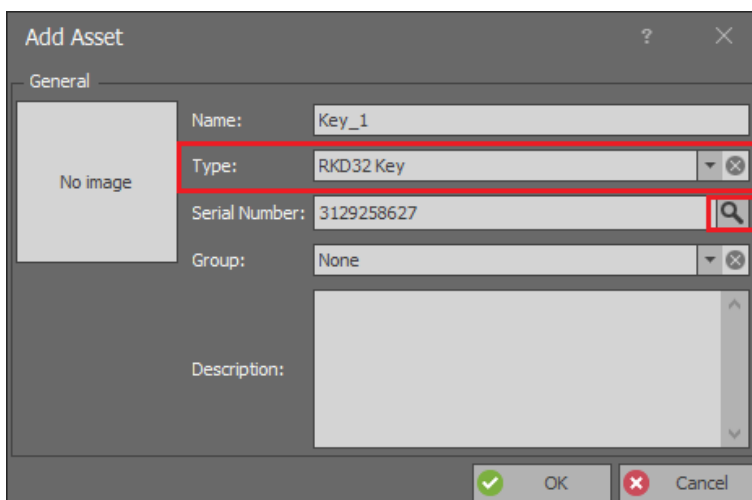 Add Asset ?
General
No image
Name: Key_1
Type: RKD32 Key
Serial Number: 3129258627
Group: None
Description:
OK Cancel